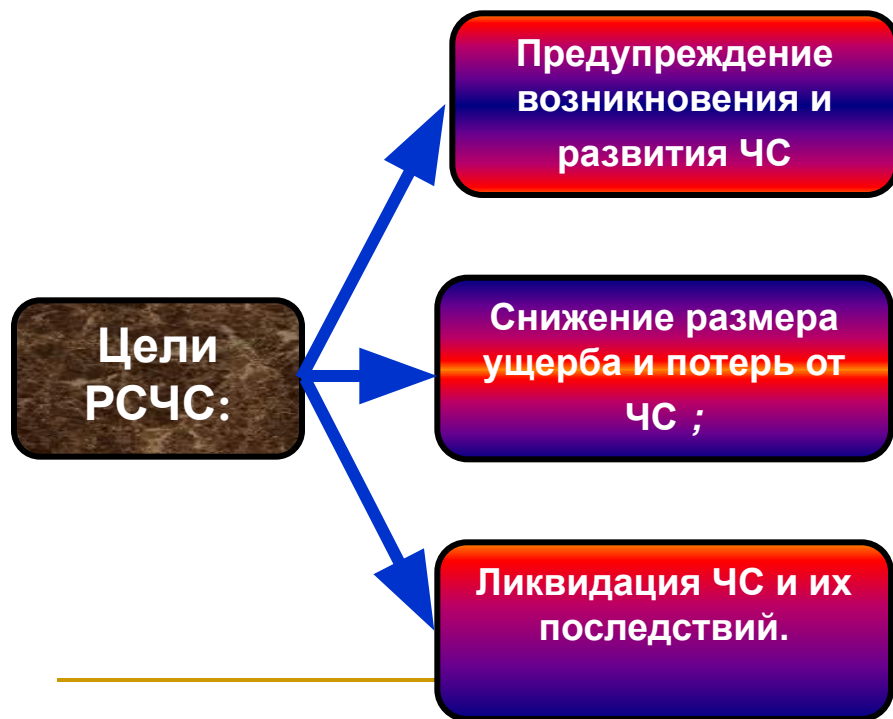 Предупреждение
возникновения и
развития ЧС
Цели
РСЧС:
Снижение размера
ущерба и потерь от
ЧС ;
Ликвидация ЧС и их
последствий.